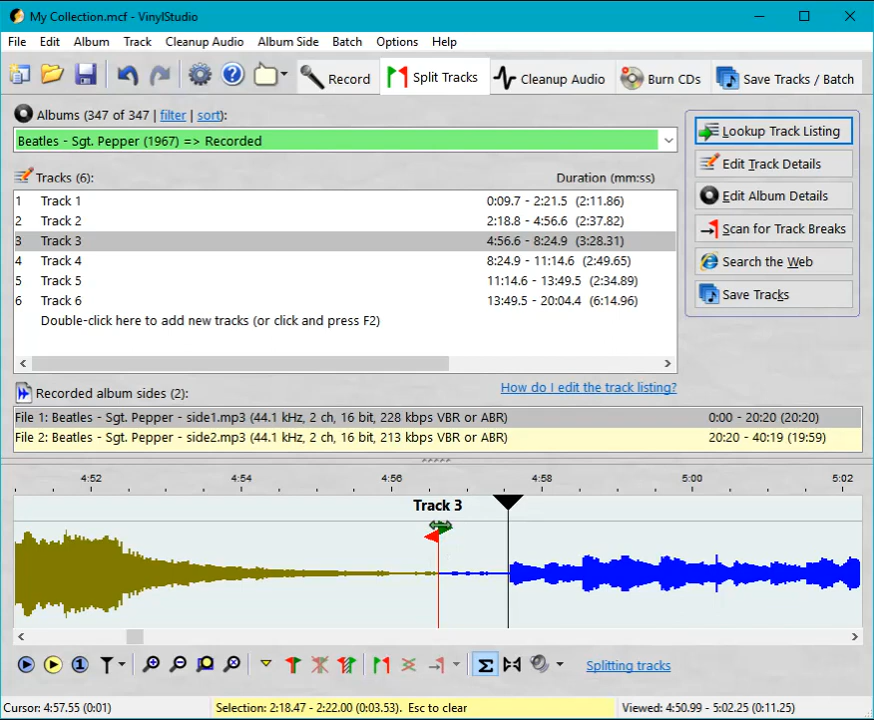 My Collection.mcf - VinylStudio
File Edit Album Track Cleanup Audio Album Side Batch Options Help
Record Split Tracks Cleanup Audio Burn CDs Save Tracks / Batch
Albums (347 of 347) | filter | sort):
Beatles - Sgt. Pepper (1967) => Recorded
Tracks (6): Duration (mm:ss)
1 Track 1 0:09.7 - 2:21.5 (2:11.86)
2 Track 2 2:18.8 - 4:56.6 (2:37.82)
3 Track 3 4:56.6 - 8:24.9 (3:28.31)
4 Track 4 8:24.9 - 11:14.6 (2:49.65)
5 Track 5 11:14.6 - 13:49.5 (2:34.89)
6 Track 6 13:49.5 - 20:04.4 (6:14.96)
Double-click here to add new tracks (or click and press F2)
Lookup Track Listing
Edit Track Details
Edit Album Details
Scan for Track Breaks
Search the Web
Save Tracks
Recorded album sides (2): How do I edit the track listing?
File 1: Beatles - Sgt. Pepper - side1.mp3 (44.1 kHz, 2 ch, 16 bit, 228 kbps VBR or ABR) 0:00 - 20:20 (20:20)
File 2: Beatles - Sgt. Pepper - side2.mp3 (44.1 kHz, 2 ch, 16 bit, 213 kbps VBR or ABR) 20:20 - 40:19 (19:59)
4:52 4:54 4:56 4:58 5:00 5:02
Track 3
1 Σ Splitting tracks
Cursor: 4:57.55 (0:01) Selection: 2:18.47 - 2:22.00 (0:03.53). Esc to clear Viewed: 4:50.99 - 5:02.25 (0:11.25)